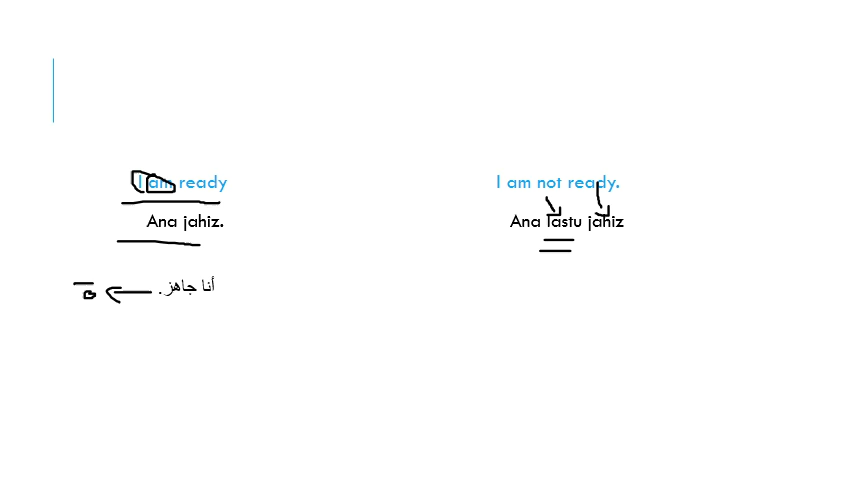 I am ready
Ana jahiz.
أنا جاهز.
I am not ready.
Ana lastu jahiz